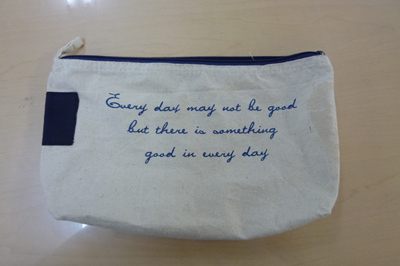 Every day may not be good
but there is something
good in every day